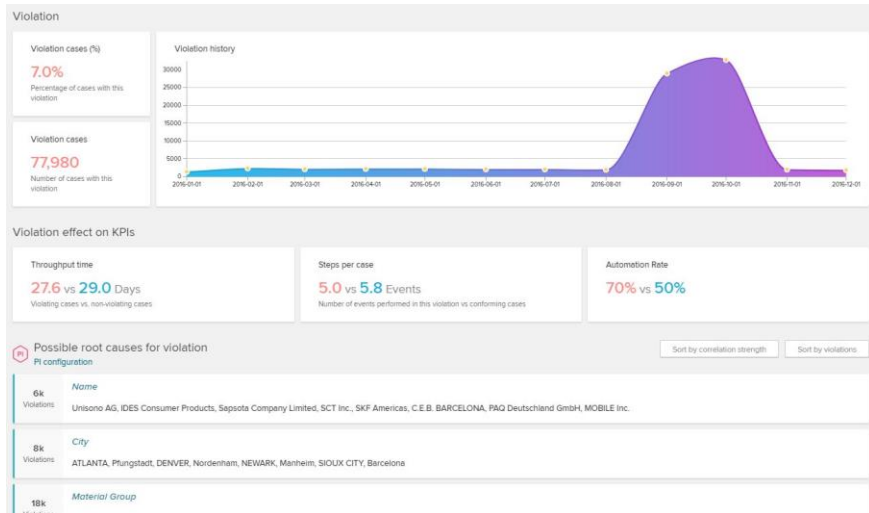 Violation
Violation cases (%)
7.0%
Percentage of cases with this
violation
Violation cases
77,980
Number of cases with this
violation
Violation history
30000
25000
20000
15000
10000
5000
0
2016-01-01 2016-02-01 2016-03-01 2016-04-01 2016-05-01 2016-06-01 2016-07-01 2016-08-01 2016-09-01 2016-10-01 2016-11-01 2016-12-01
Violation effect on KPIs
Throughput time
27.6 vs 29.0 Days
Violating cases vs. non-violating cases
Steps per case
5.0 vs 5.8 Events
Number of events performed in this violation vs conforming cases
Automation Rate
70% vs 50%
PI
Possible root causes for violation
PI configuration
Sort by correlation strength
Sort by violations
6k
Violations
Name
Unisono AG, IDES Consumer Products, Sapsota Company Limited, SCT Inc., SKF Americas, C.E.B. BARCELONA, PAQ Deutschland GmbH, MOBILE Inc.
8k
Violations
City
ATLANTA, Pfungstadt, DENVER, Nordenham, NEWARK, Manheim, SIOUX CITY, Barcelona
18k
Material Group